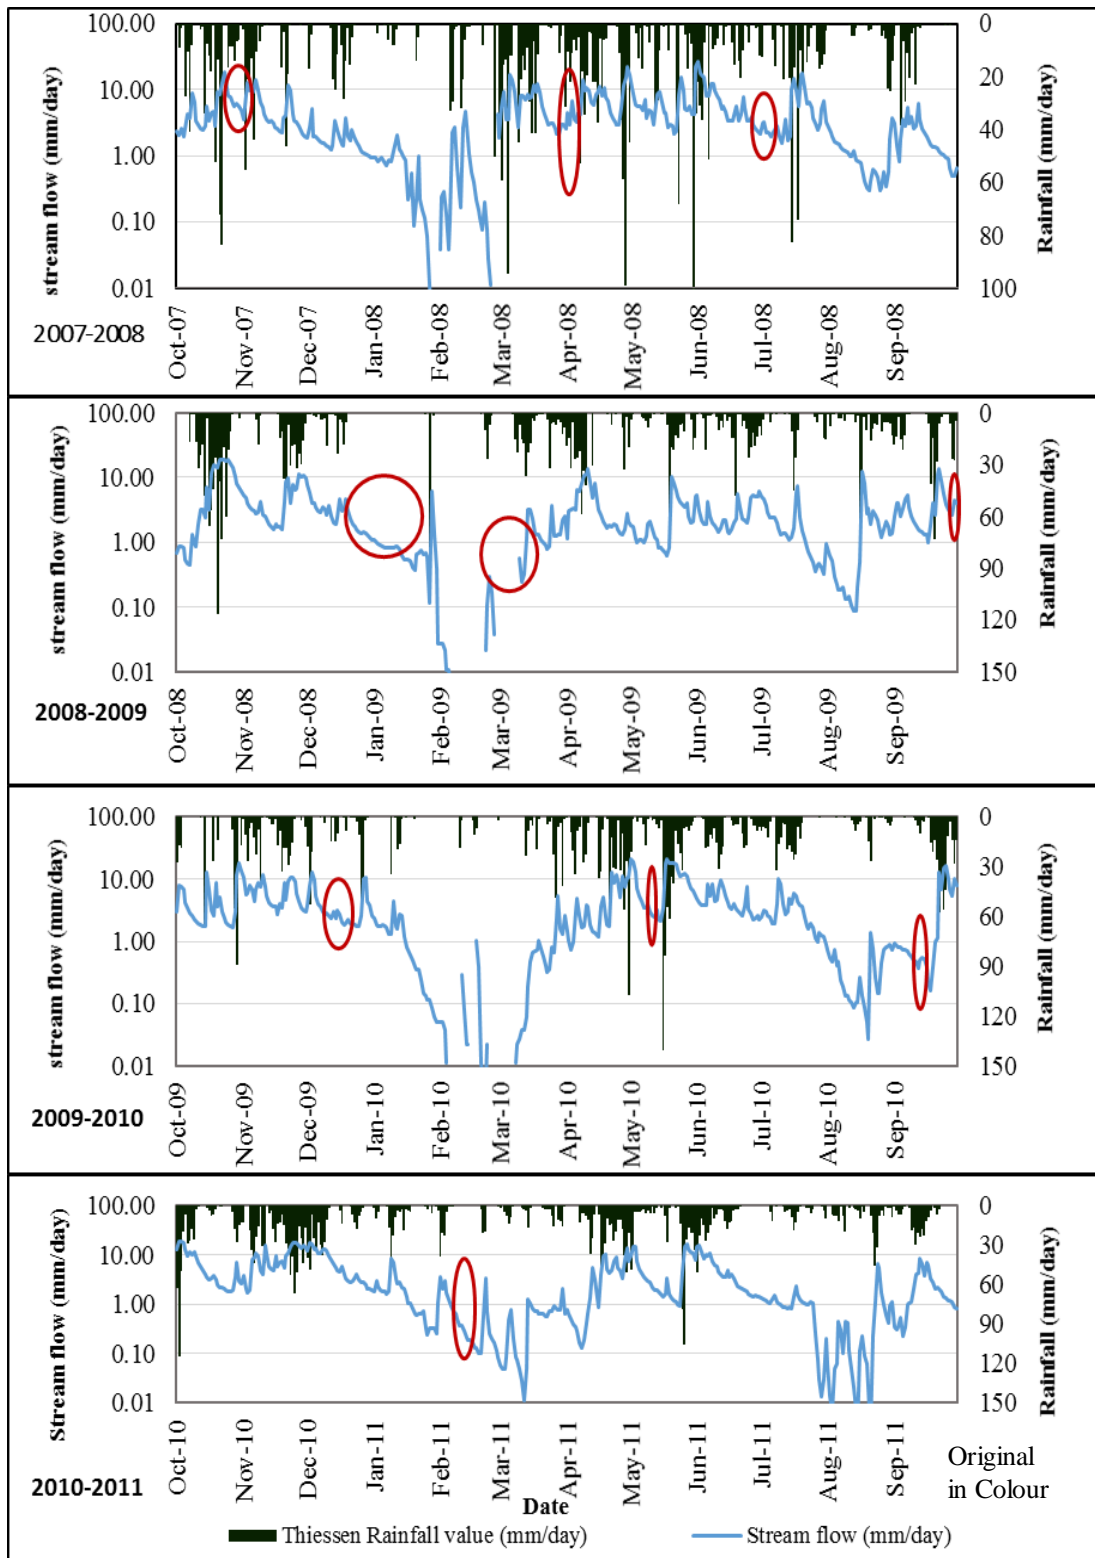 100.00
10.00
1.00
0.10
0.01
stream flow (mm/day)
0
20
40
60
80
100
Rainfall (mm/day)
Oct-07
Nov-07
Dec-07
Jan-08
Feb-08
Mar-08
Apr-08
May-08
Jun-08
Jul-08
Aug-08
Sep-08
2007-2008
100.00
10.00
1.00
0.10
0.01
stream flow (mm/day)
0
30
60
90
120
150
Rainfall (mm/day)
Oct-08
Nov-08
Dec-08
Jan-09
Feb-09
Mar-09
Apr-09
May-09
Jun-09
Jul-09
Aug-09
Sep-09
2008-2009
100.00
10.00
1.00
0.10
0.01
stream flow (mm/day)
0
30
60
90
120
150
Rainfall (mm/day)
Oct-09
Nov-09
Dec-09
Jan-10
Feb-10
Mar-10
Apr-10
May-10
Jun-10
Jul-10
Aug-10
Sep-10
2009-2010
100.00
10.00
1.00
0.10
0.01
Stream flow (mm/day)
0
30
60
90
120
150
Rainfall (mm/day)
Oct-10
Nov-10
Dec-10
Jan-11
Feb-11
Mar-11
Apr-11
May-11
Jun-11
Jul-11
Aug-11
Sep-11
2010-2011
Original
in Colour
Date
Thiessen Rainfall value (mm/day)
Stream flow (mm/day)